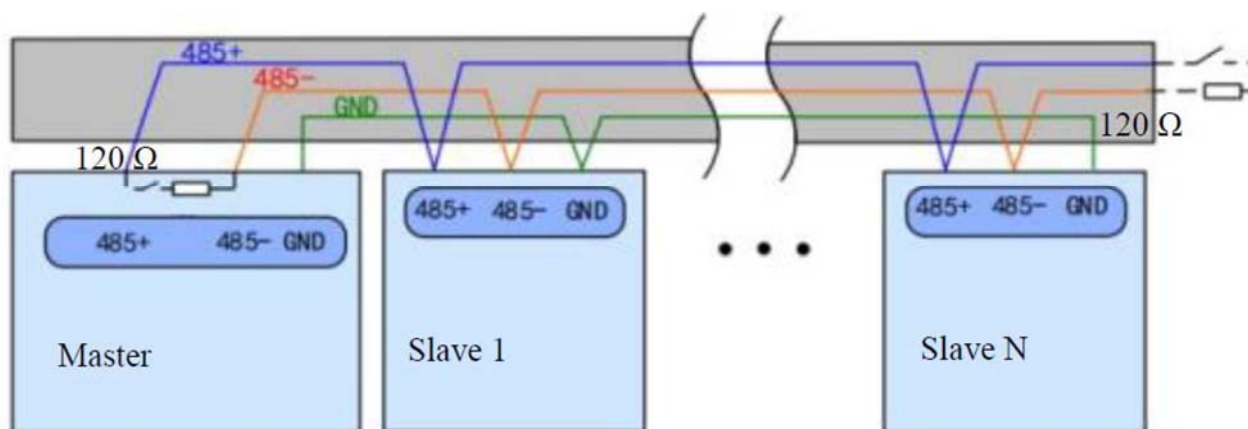 485+
485-
GND
120 Ω
120 Ω
485+ 485- GND
485+ 485- GND
485+ 485- GND
Master
Slave 1
Slave N